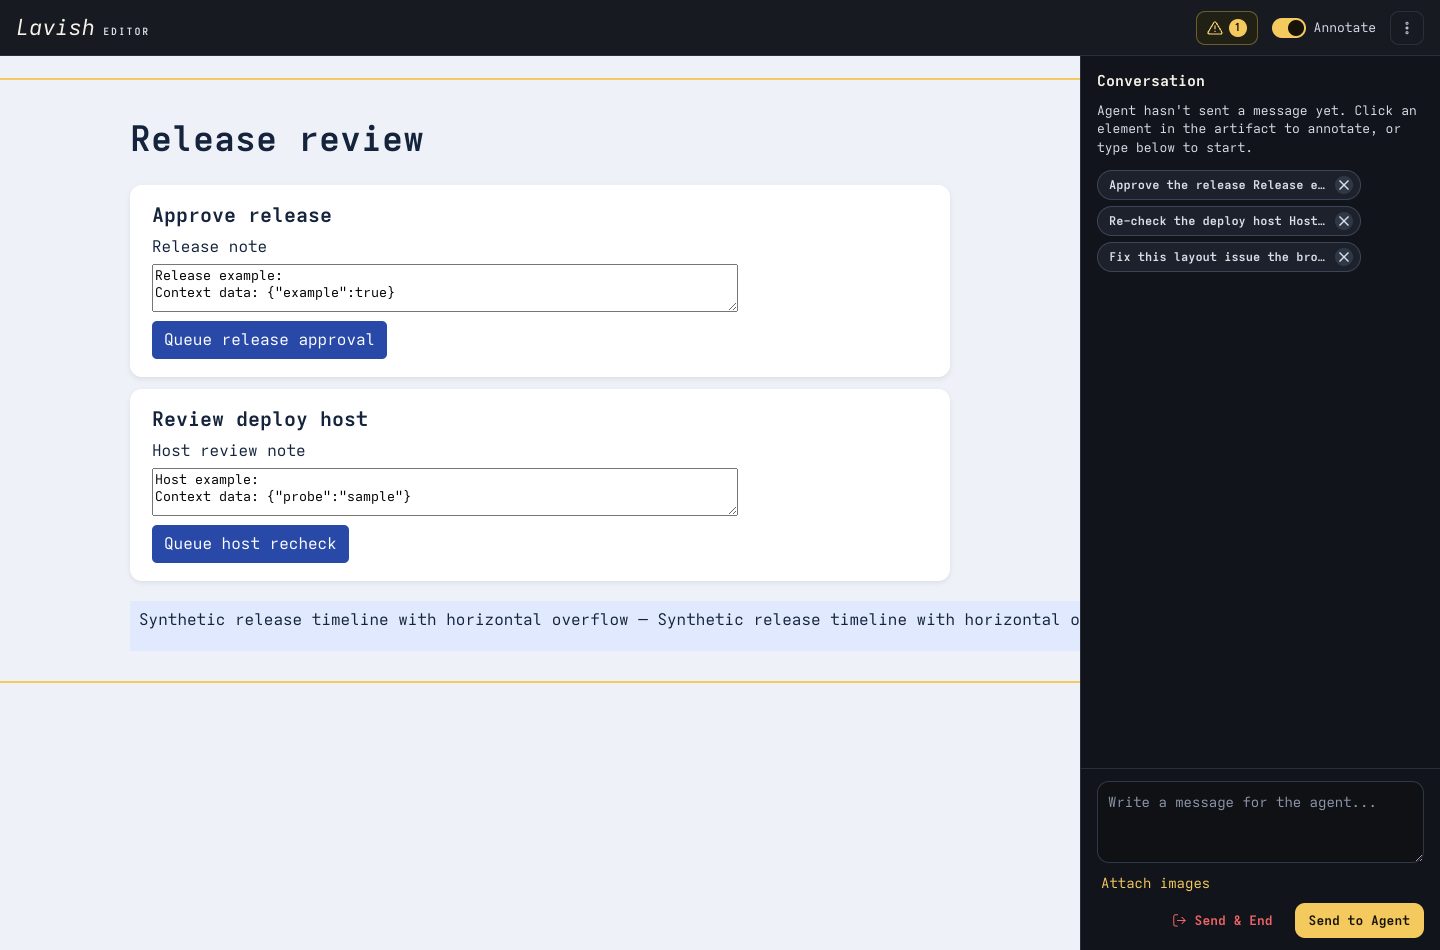 Lavish EDITOR
1
Annotate
Release review
Approve release
Release note
Release example:
Context data: {"example":true}
Queue release approval
Review deploy host
Host review note
Host example:
Context data: {"probe":"sample"}
Queue host recheck
Synthetic release timeline with horizontal overflow — Synthetic release timeline with horizontal o
Conversation
Agent hasn't sent a message yet. Click an
element in the artifact to annotate, or
type below to start.
Approve the release Release e…
Re-check the deploy host Host…
Fix this layout issue the bro…
Write a message for the agent...
Attach images
Send & End
Send to Agent